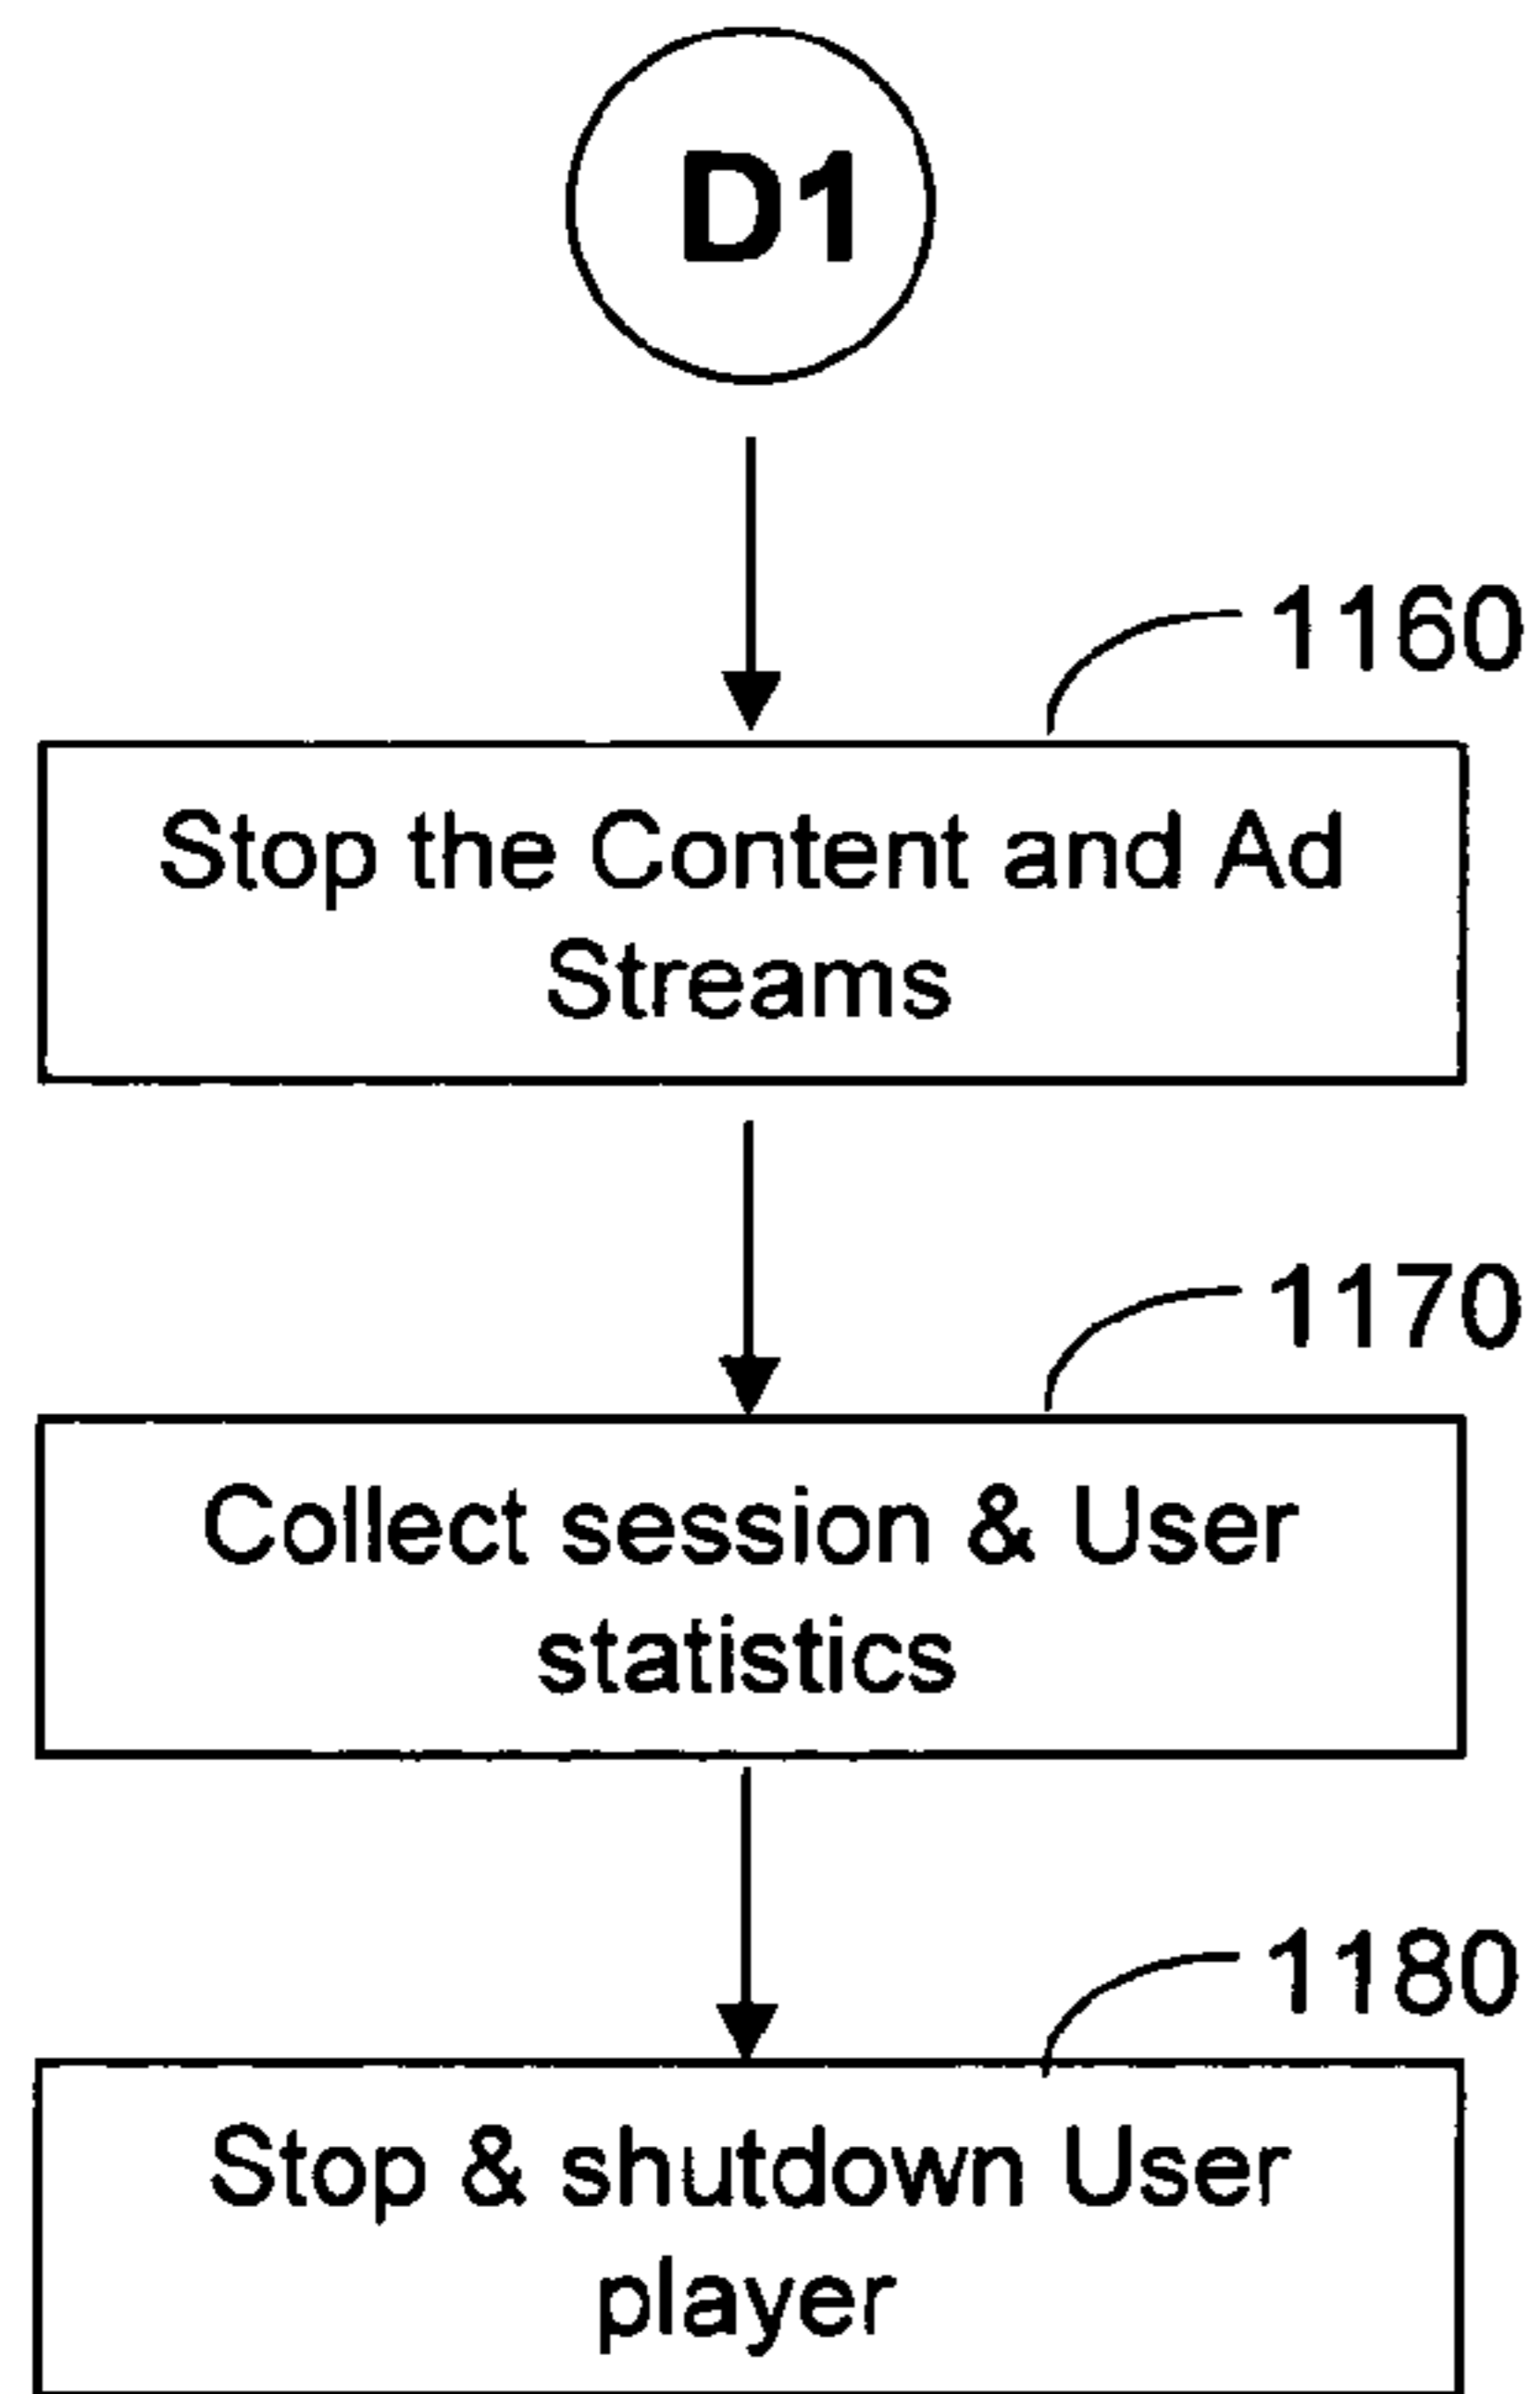 D1
1160
Stop the Content and Ad
Streams
1170
Collect session & User
statistics
1180
Stop & shutdown User
player